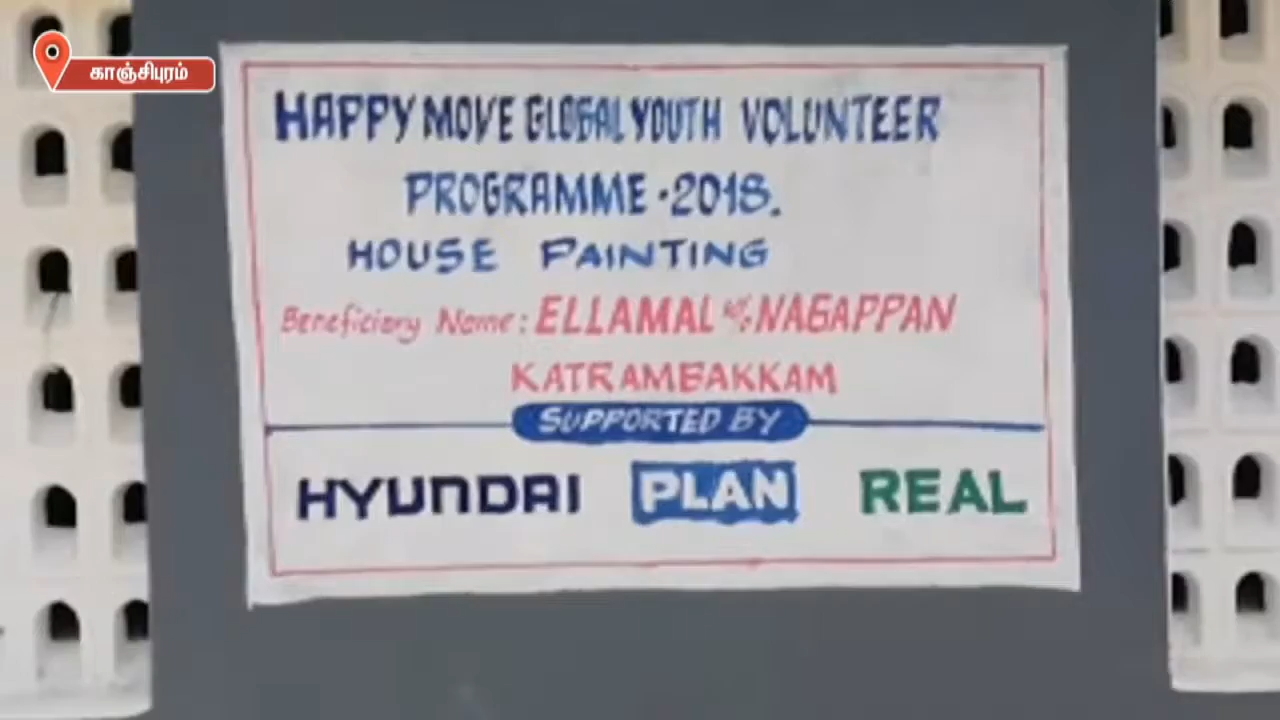 காஞ்சிபுரம்
HAPPY MOVE GLOBAL YOUTH VOLUNTEER
PROGRAMME - 2018.
HOUSE PAINTING
Beneficiary Name: ELLAMAL w/o NAGAPPAN
KATRAMBAKKAM
SUPPORTED BY
HYUNDAI PLAN REAL